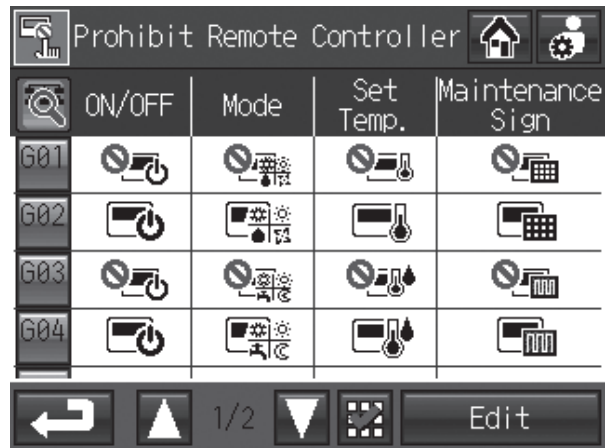 Prohibit Remote Controller
ON/OFF Mode Set Temp. Maintenance Sign
G01
G02
G03
G04
1/2 Edit